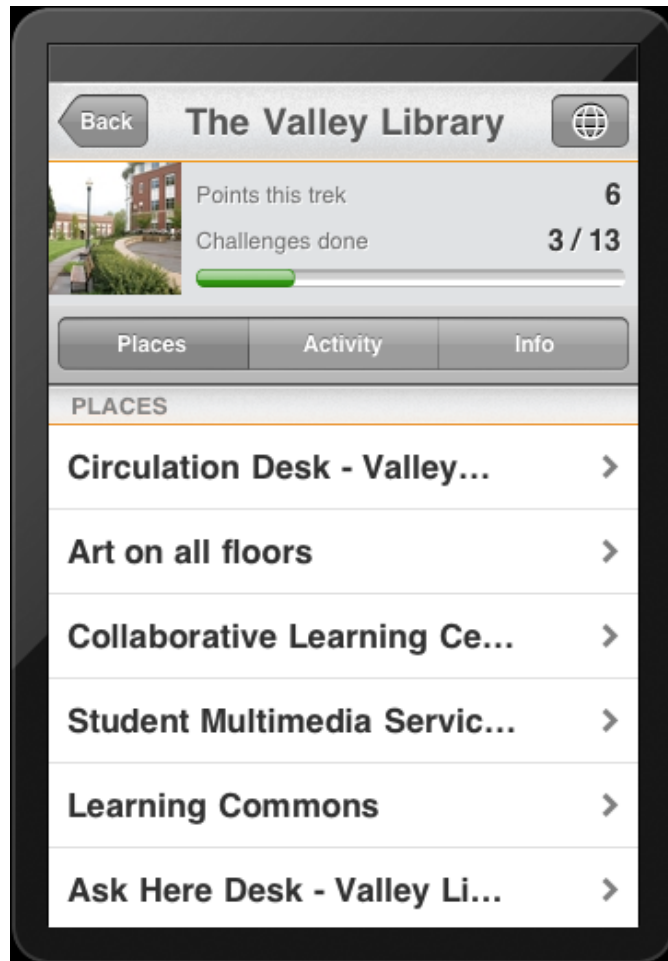 Back
The Valley Library
Points this trek 6
Challenges done 3 / 13
Places Activity Info
PLACES
Circulation Desk - Valley...
Art on all floors
Collaborative Learning Ce...
Student Multimedia Servic...
Learning Commons
Ask Here Desk - Valley Li...